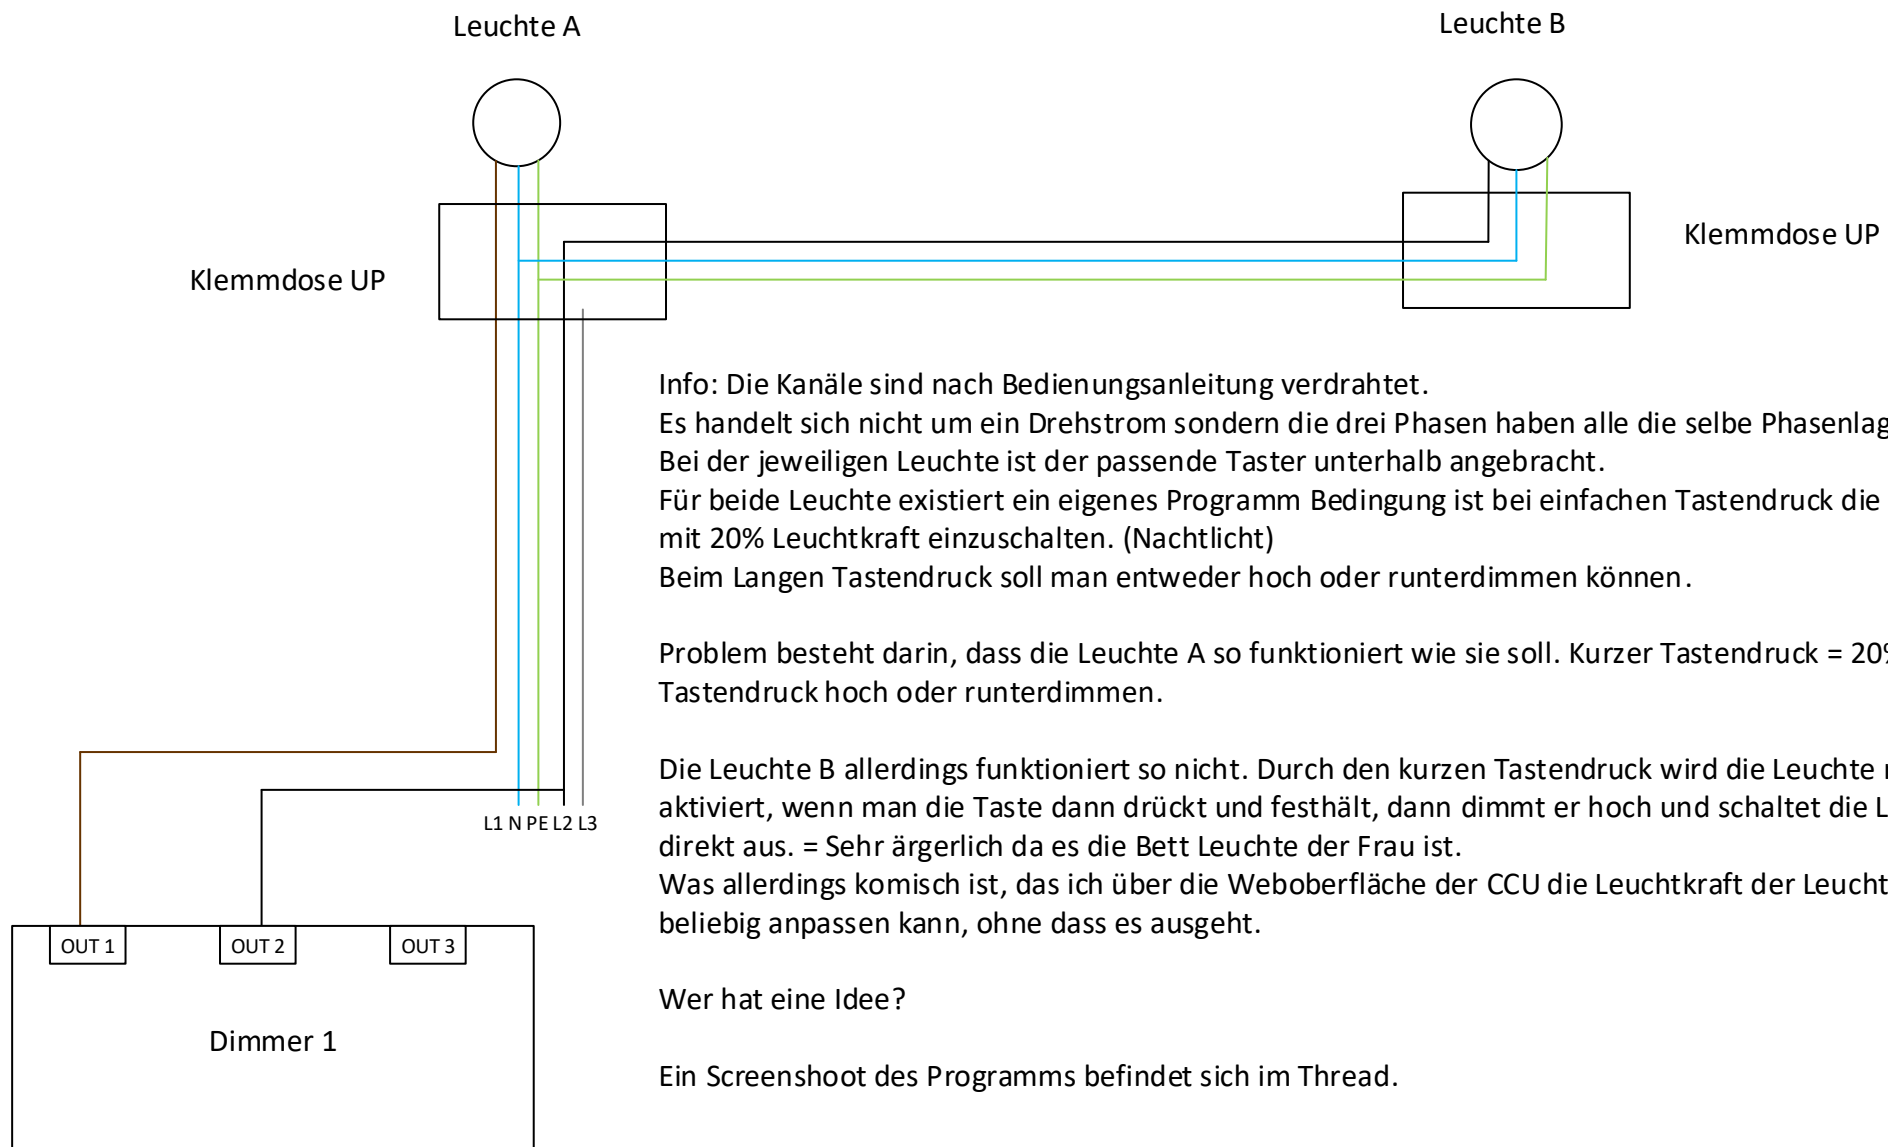 Leuchte A
Leuchte B
Klemmdose UP
Klemmdose UP
Info: Die Kanäle sind nach Bedienungsanleitung verdrahtet.
Es handelt sich nicht um ein Drehstrom sondern die drei Phasen haben alle die selbe Phasenlag
Bei der jeweiligen Leuchte ist der passende Taster unterhalb angebracht.
Für beide Leuchte existiert ein eigenes Programm Bedingung ist bei einfachen Tastendruck die
mit 20% Leuchtkraft einzuschalten. (Nachtlicht)
Beim Langen Tastendruck soll man entweder hoch oder runterdimmen können.
Problem besteht darin, dass die Leuchte A so funktioniert wie sie soll. Kurzer Tastendruck = 20%
Tastendruck hoch oder runterdimmen.
Die Leuchte B allerdings funktioniert so nicht. Durch den kurzen Tastendruck wird die Leuchte
aktiviert, wenn man die Taste dann drückt und festhält, dann dimmt er hoch und schaltet die L
direkt aus. = Sehr ärgerlich da es die Bett Leuchte der Frau ist.
Was allerdings komisch ist, das ich über die Weboberfläche der CCU die Leuchtkraft der Leucht
beliebig anpassen kann, ohne dass es ausgeht.
Wer hat eine Idee?
Ein Screenshoot des Programms befindet sich im Thread.
L1 N PE L2 L3
OUT 1
OUT 2
OUT 3
Dimmer 1